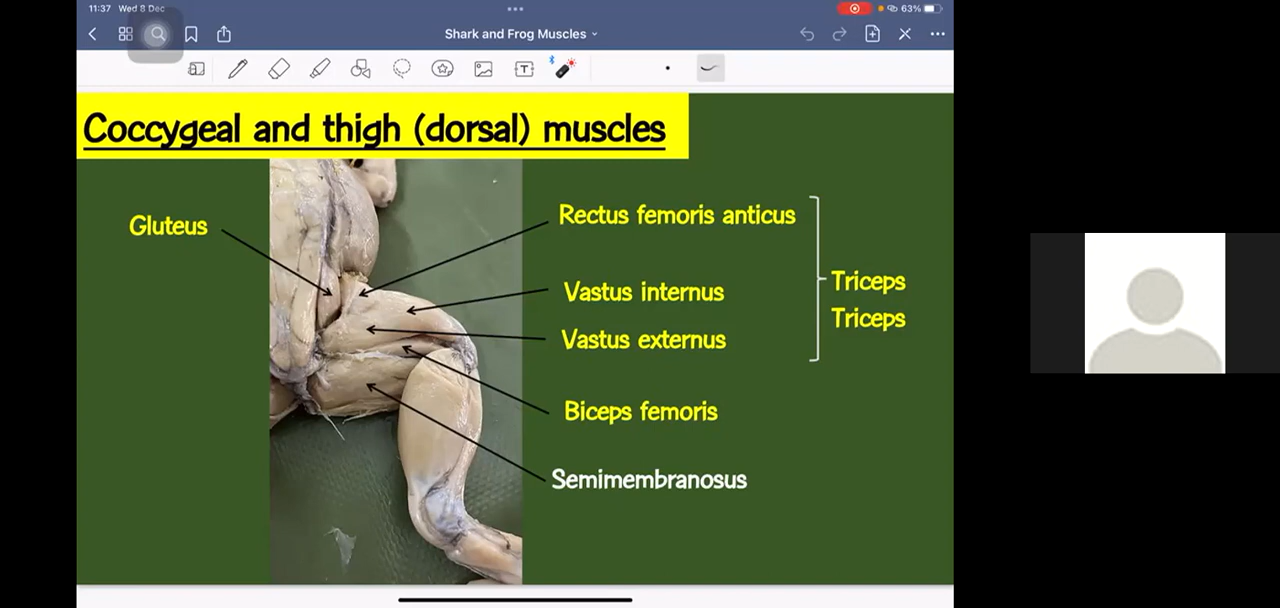 11:37 Wed 8 Dec
63%
Shark and Frog Muscles
Coccygeal and thigh (dorsal) muscles
Gluteus
Rectus femoris anticus
Vastus internus
Vastus externus
Triceps
Triceps
Biceps femoris
Semimembranosus